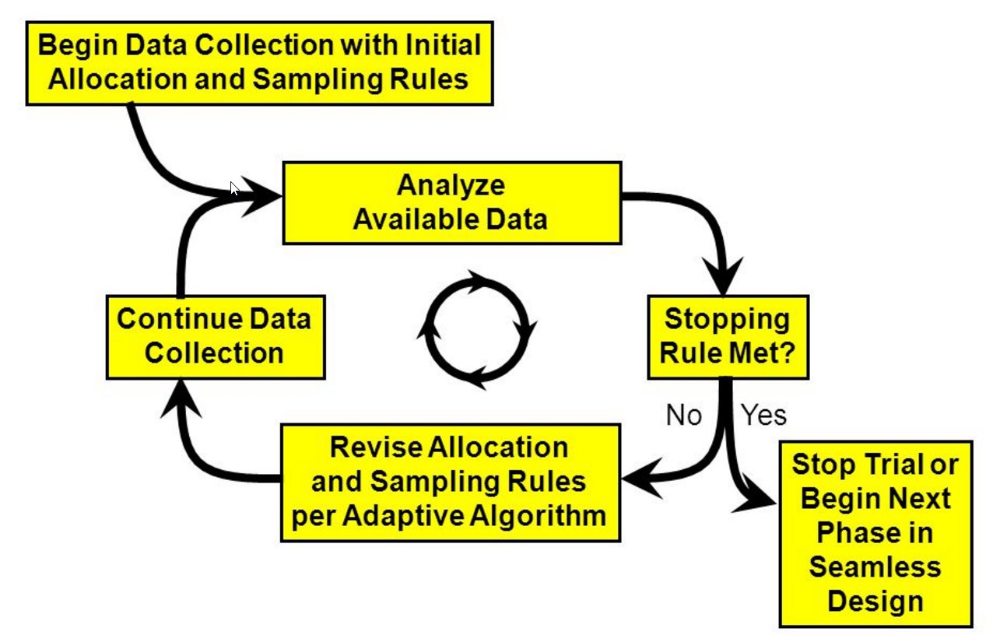 Begin Data Collection with Initial
Allocation and Sampling Rules
Analyze
Available Data
Continue Data
Collection
Stopping
Rule Met?
No
Yes
Revise Allocation
and Sampling Rules
per Adaptive Algorithm
Stop Trial or
Begin Next
Phase in
Seamless
Design